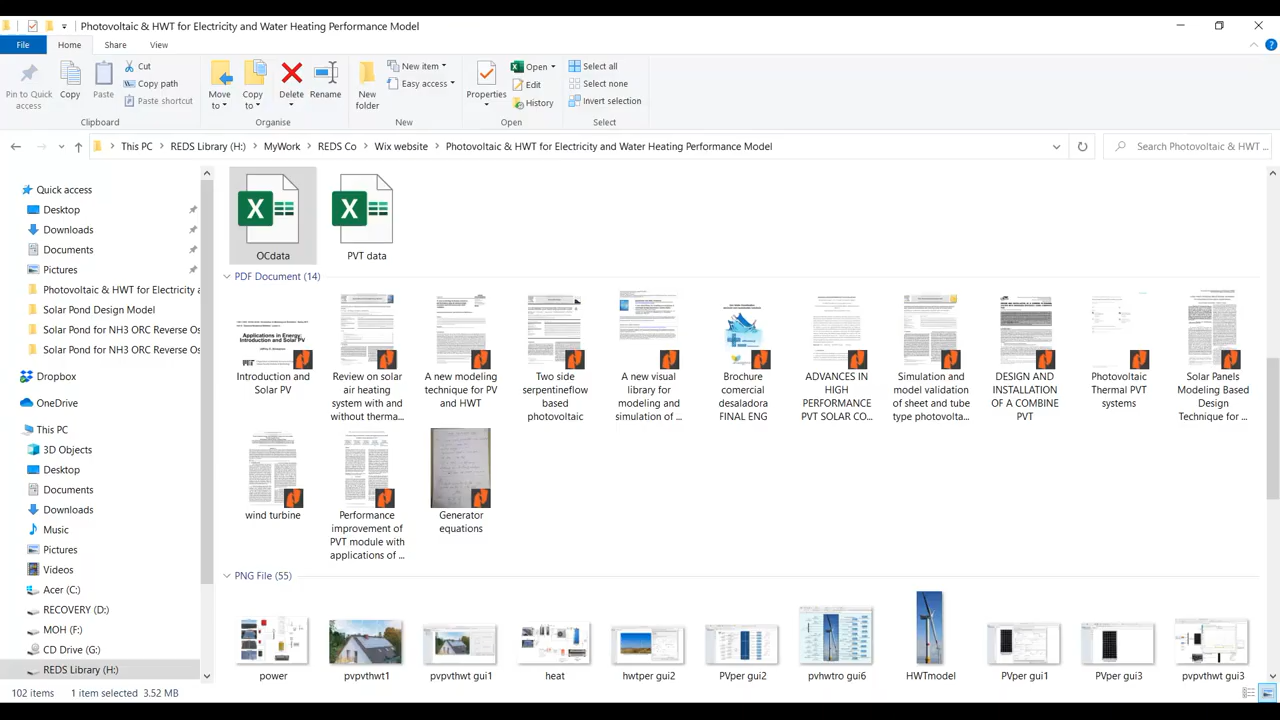 Photovoltaic & HWT for Electricity and Water Heating Performance Model
File
Home
Share
View
Pin to Quick
access
Copy
Paste
Cut
Copy path
Paste shortcut
Clipboard
Move
to
Copy
to
Delete
Rename
Organise
New
folder
New item
Easy access
New
Properties
Open
Edit
History
Open
Select all
Select none
Invert selection
Select
This PC
REDS Library (H:)
MyWork
REDS Co
Wix website
Photovoltaic & HWT for Electricity and Water Heating Performance Model
Search Photovoltaic & HWT ...
Quick access
Desktop
Downloads
Documents
Pictures
Photovoltaic & HWT for Electricity a
Solar Pond Design Model
Solar Pond for NH3 ORC Reverse Os
Solar Pond for NH3 ORC Reverse Os
Dropbox
OneDrive
This PC
3D Objects
Desktop
Documents
Downloads
Music
Pictures
Videos
Acer (C:)
RECOVERY (D:)
MOH (F:)
CD Drive (G:)
REDS Library (H:)
OCdata
PVT data
PDF Document (14)
Applications in Energy,
Introduction and Solar PV
Introduction and
Solar PV
Review on solar
air heating
system with and
without therma...
A new modeling
technique for PV
and HWT
Two side
serpentineflow
based
photovoltaic
A new visual
library for
modeling and
simulation of ...
Brochure
comercial
desaladora
FINAL ENG
ADVANCES IN
HIGH
PERFORMANCE
PVT SOLAR CO...
Simulation and
model validation
of sheet and tube
type photovolta...
DESIGN AND
INSTALLATION
OF A COMBINE
PVT
Photovoltaic
Thermal PVT
systems
Solar Panels
Modeling Based
Design
Technique for ...
wind turbine
Performance
improvement of
PVT module with
applications of ...
Generator
equations
PNG File (55)
power
pvpvthwt1
pvpvthwt gui1
heat
hwtper gui2
PVper gui2
pvhwtro gui6
HWTmodel
PVper gui1
PVper gui3
pvpvthwt gui3
102 items
1 item selected 3.52 MB